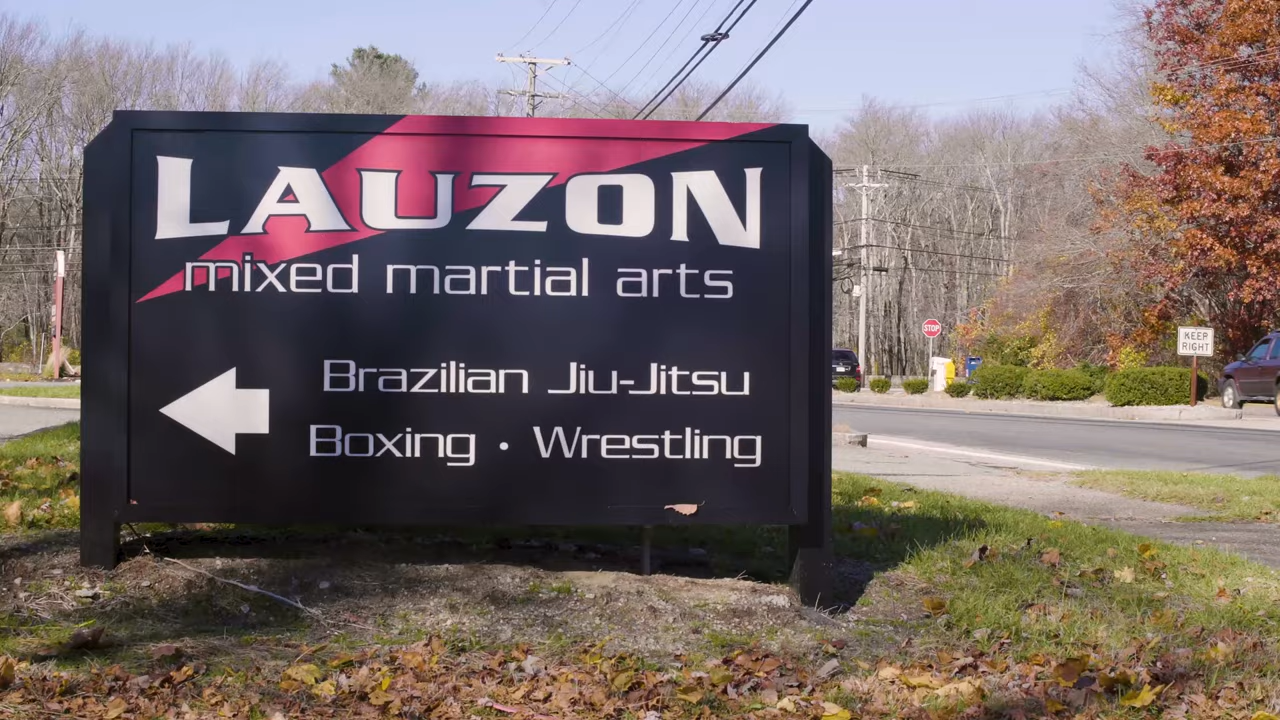 LAUZON
mixed martial arts
Brazilian Jiu-Jitsu
Boxing • Wrestling
STOP
KEEP
RIGHT